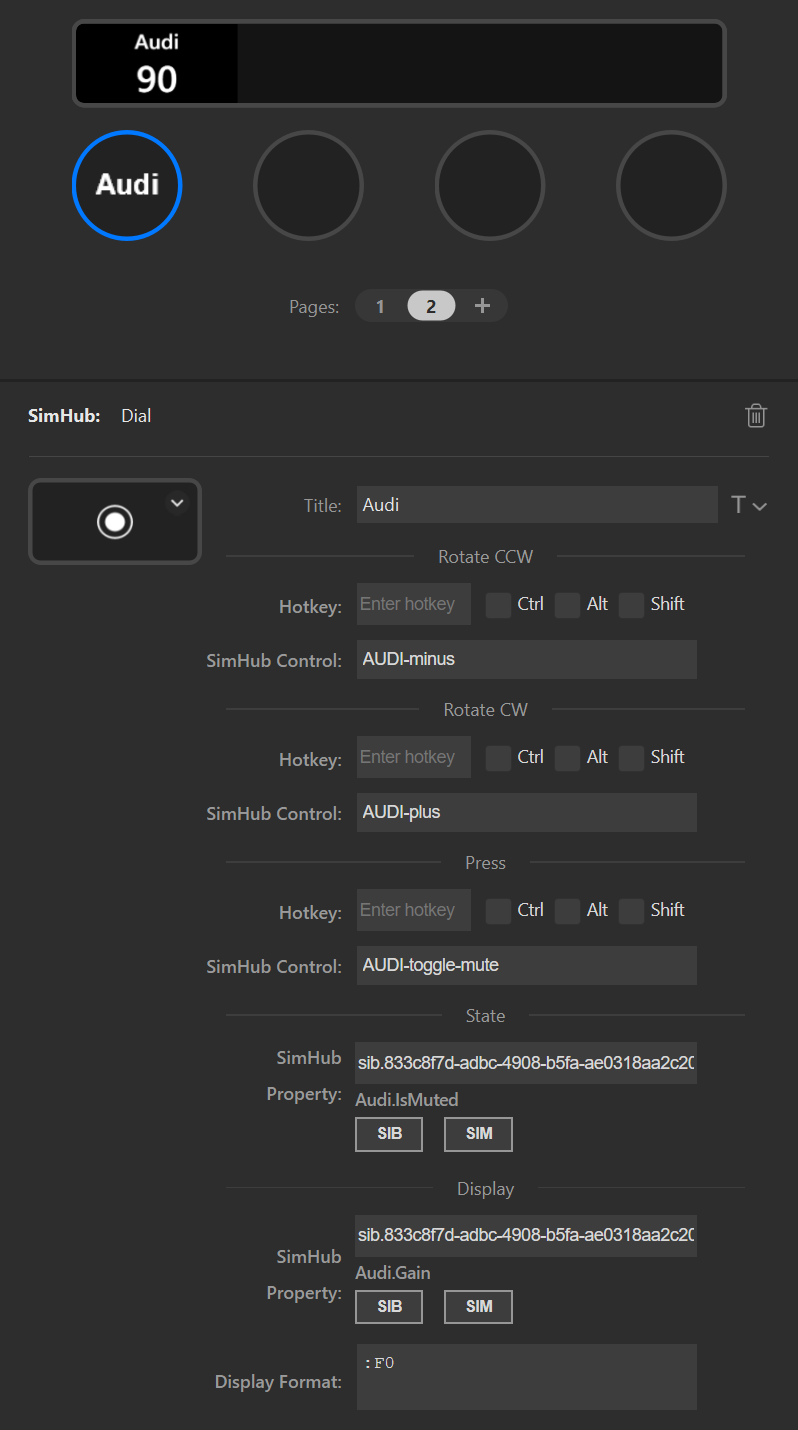 Audi
90
Audi
Pages: 1 2 +
SimHub: Dial
Title: Audi T
Rotate CCW
Hotkey: Enter hotkey Ctrl Alt Shift
SimHub Control: AUDI-minus
Rotate CW
Hotkey: Enter hotkey Ctrl Alt Shift
SimHub Control: AUDI-plus
Press
Hotkey: Enter hotkey Ctrl Alt Shift
SimHub Control: AUDI-toggle-mute
State
SimHub
Property:
sib.833c8f7d-adbc-4908-b5fa-ae0318aa2c20
Audi.IsMuted
SIB SIM
Display
SimHub
Property:
sib.833c8f7d-adbc-4908-b5fa-ae0318aa2c20
Audi.Gain
SIB SIM
Display Format: :F0